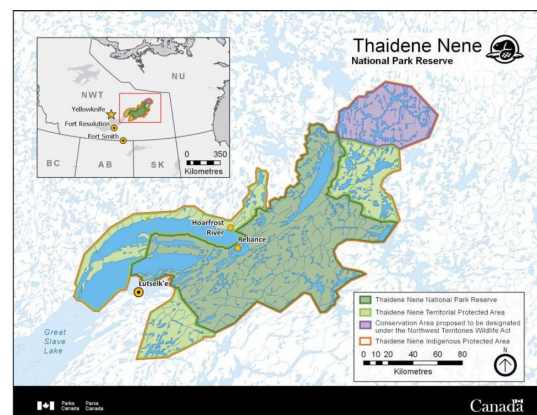 Thaidene Nene
National Park Reserve
NU
NWT
Yellowknife
Fort Resolution
Fort Smith
BC
AB
SK
0 350
Kilometres
Hoarfrost
River
Reliance
Łutselk'e
Great
Slave
Lake
Thaidene Nene National Park Reserve
Thaidene Nene Territorial Protected Area
Conservation Area proposed to be designated
under the Northwest Territories Wildlife Act
Thaidene Nene Indigenous Protected Area
0 10 20 40 60 80
Kilometres
N
Parks Parcs
Canada Canada
Canada